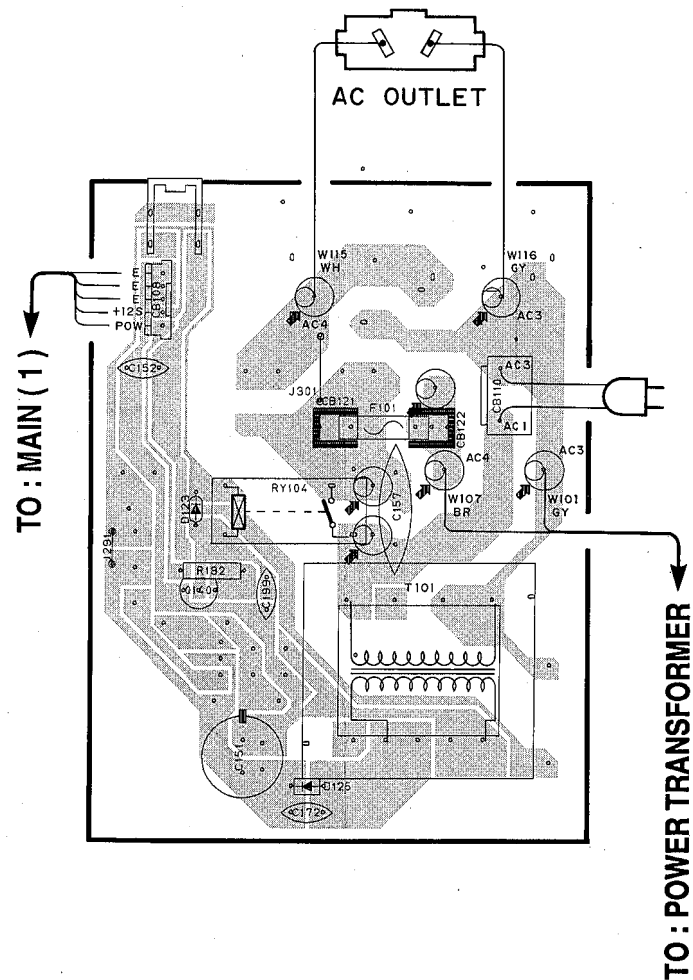 AC OUTLET
W115
WH
AC4
W116
GY
AC3
E
E
E
+12S
POW
CB108
C152
TO : MAIN (1)
J301
CB121
F101
CB122
CB110
AC3
AC1
RY104
D123
C157
AC4
W107
BR
AC3
W101
GY
J291
R182
C199
T101
C151
D125
C172
TO : POWER TRANSFORMER